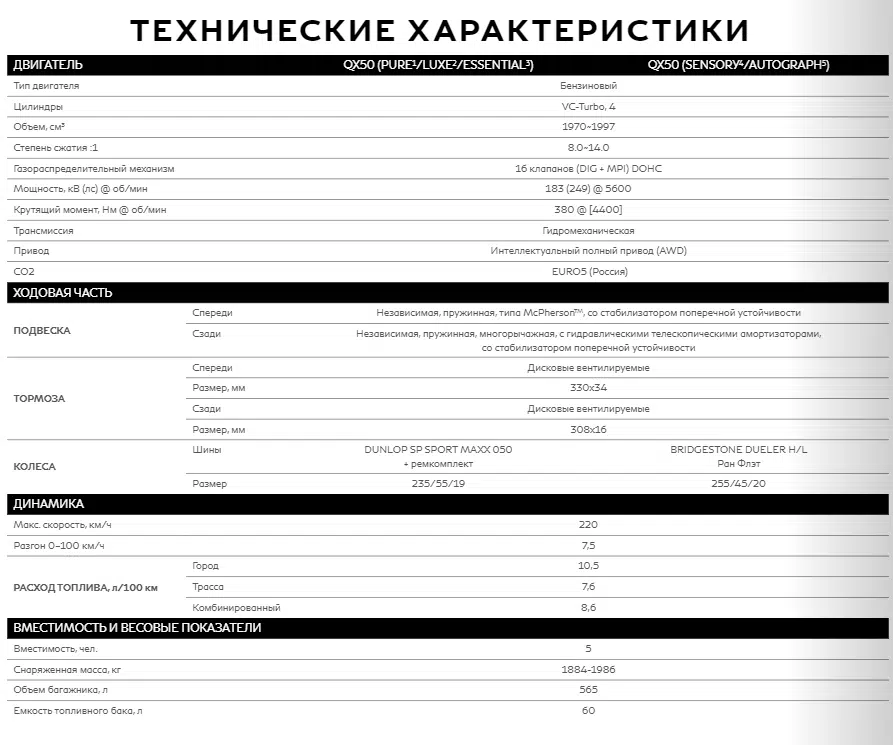 ТЕХНИЧЕСКИЕ ХАРАКТЕРИСТИКИ
ДВИГАТЕЛЬ QX50 (PURE¹/LUXE²/ESSENTIAL³) QX50 (SENSORY⁴/AUTOGRAPH⁵)
Тип двигателя Бензиновый
Цилиндры VC-Turbo, 4
Объем, см³ 1970~1997
Степень сжатия :1 8.0~14.0
Газораспределительный механизм 16 клапанов (DIG + MPI) DOHC
Мощность, кВ (лс) @ об/мин 183 (249) @ 5600
Крутящий момент, Нм @ об/мин 380 @ [4400]
Трансмиссия Гидромеханическая
Привод Интеллектуальный полный привод (AWD)
CO2 EURO5 (Россия)
ХОДОВАЯ ЧАСТЬ
ПОДВЕСКА
Спереди Независимая, пружинная, типа McPherson™, со стабилизатором поперечной устойчивости
Сзади Независимая, пружинная, многорычажная, с гидравлическими телескопическими амортизаторами,
со стабилизатором поперечной устойчивости
ТОРМОЗА
Спереди Дисковые вентилируемые
Размер, мм 330x34
Сзади Дисковые вентилируемые
Размер, мм 308x16
КОЛЕСА
Шины DUNLOP SP SPORT MAXX 050 BRIDGESTONE DUELER H/L
+ ремкомплект Ран Флэт
Размер 235/55/19 255/45/20
ДИНАМИКА
Макс. скорость, км/ч 220
Разгон 0–100 км/ч 7,5
РАСХОД ТОПЛИВА, л/100 км
Город 10,5
Трасса 7,6
Комбинированный 8,6
ВМЕСТИМОСТЬ И ВЕСОВЫЕ ПОКАЗАТЕЛИ
Вместимость, чел. 5
Снаряженная масса, кг 1884-1986
Объем багажника, л 565
Емкость топливного бака, л 60